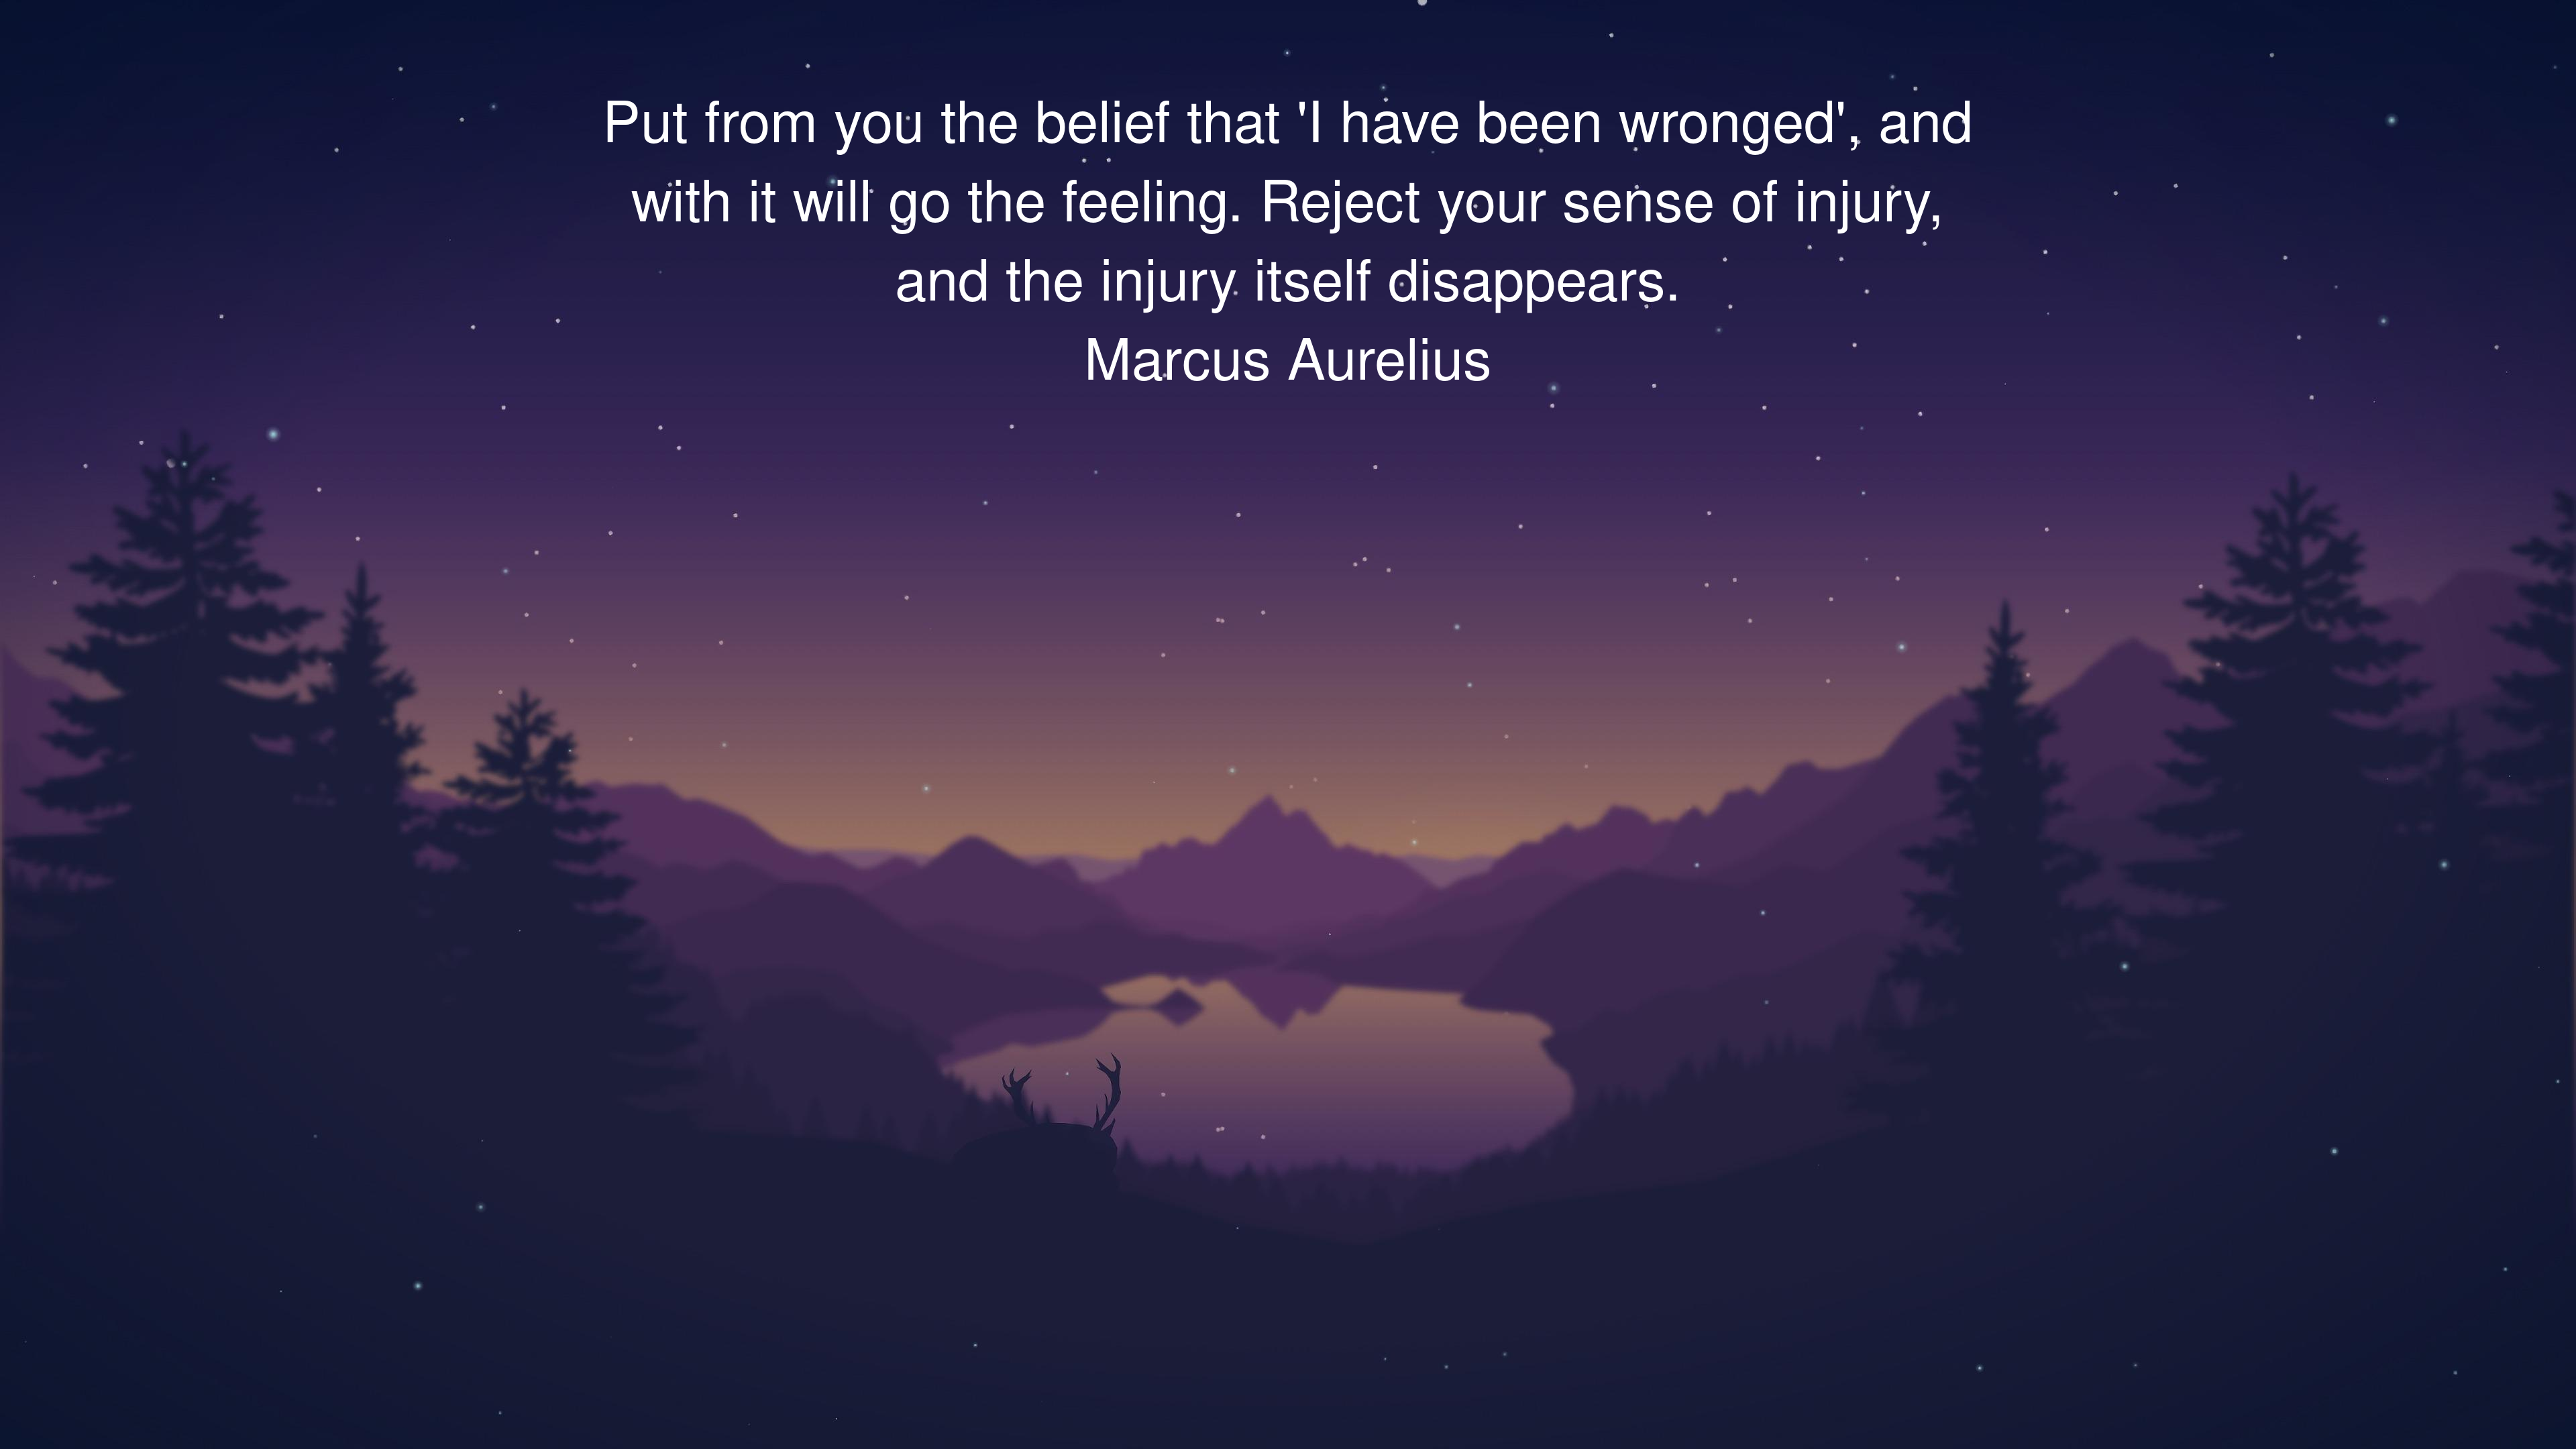 Put from you the belief that 'I have been wronged', and
with it will go the feeling. Reject your sense of injury,
and the injury itself disappears.
Marcus Aurelius